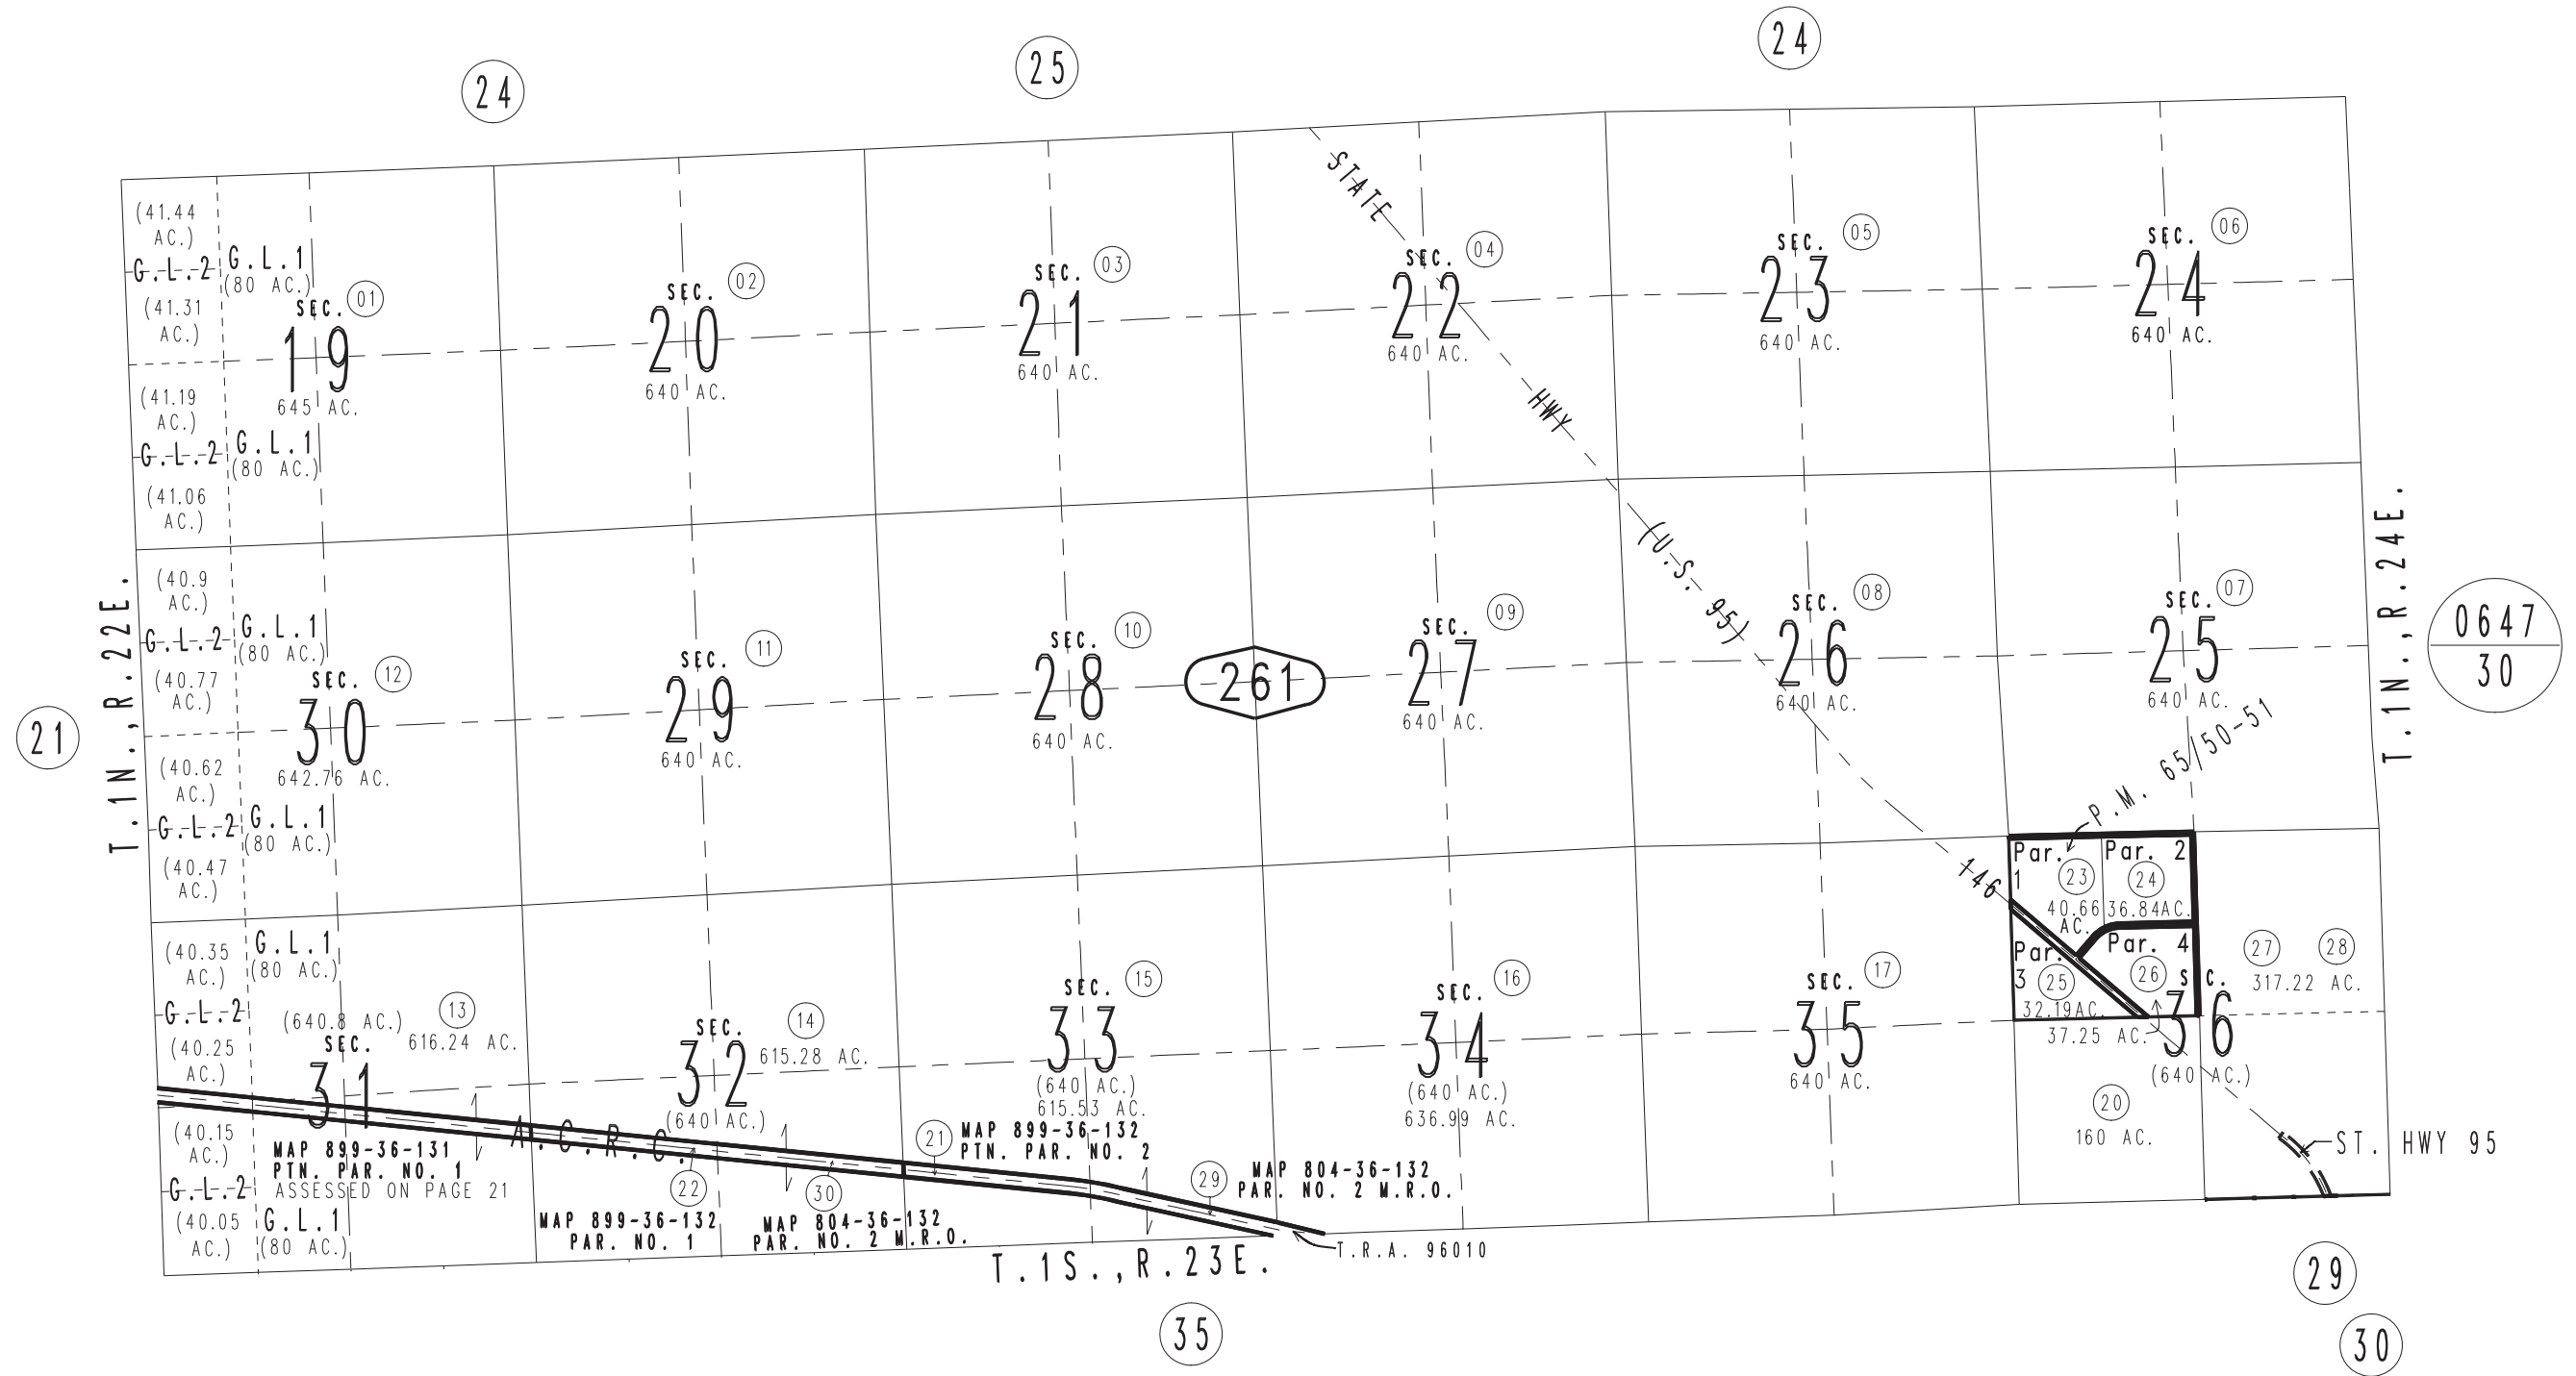 24
25
24
(41.44
AC.)
G.L.2
G.L.1
(80 AC.)
(41.31
AC.)
SEC.
01
19
645 AC.
(41.19
AC.)
G.L.2
G.L.1
(80 AC.)
(41.06
AC.)
SEC.
02
20
640 AC.
SEC.
03
21
640 AC.
STATE
SEC.
04
22
640 AC.
HWY
SEC.
05
23
640 AC.
SEC.
06
24
640 AC.
T.1N.,R.22E.
21
(40.9
AC.)
G.L.2
G.L.1
(80 AC.)
(40.77
AC.)
SEC.
12
30
642.76 AC.
(40.62
AC.)
G.L.2
G.L.1
(80 AC.)
(40.47
AC.)
SEC.
11
29
640 AC.
SEC.
10
28
640 AC.
261
SEC.
09
27
640 AC.
(U.S. 95)
SEC.
08
26
640 AC.
SEC.
07
25
640 AC.
T.1N.,R.24E.
0647
30
P.M. 65/50-51
146
(40.35
AC.)
G.L.1
(80 AC.)
G.L.2
(40.25
AC.)
(640.8 AC.)
13
616.24 AC.
SEC.
31
(40.15
AC.)
G.L.2
(40.05
AC.)
G.L.1
(80 AC.)
MAP 899-36-131
PTN. PAR. NO. 1
ASSESSED ON PAGE 21
SEC.
14
32
615.28 AC.
(640 AC.)
SEC.
15
33
(640 AC.)
615.53 AC.
SEC.
16
34
(640 AC.)
636.99 AC.
SEC.
17
35
640 AC.
Par.
1
23
40.66
AC.
Par. 2
24
36.84AC.
Par.
3
25
32.19AC.
Par. 4
26
37.25 AC.
S C.
36
(640 AC.)
27
28
317.22 AC.
20
160 AC.
ST. HWY 95
22
30
21
MAP 899-36-132
PTN. PAR. NO. 2
29
MAP 804-36-132
PAR. NO. 2 M.R.O.
MAP 899-36-132
PAR. NO. 1
MAP 804-36-132
PAR. NO. 2 M.R.O.
T.R.A. 96010
T.1S.,R.23E.
35
29
30